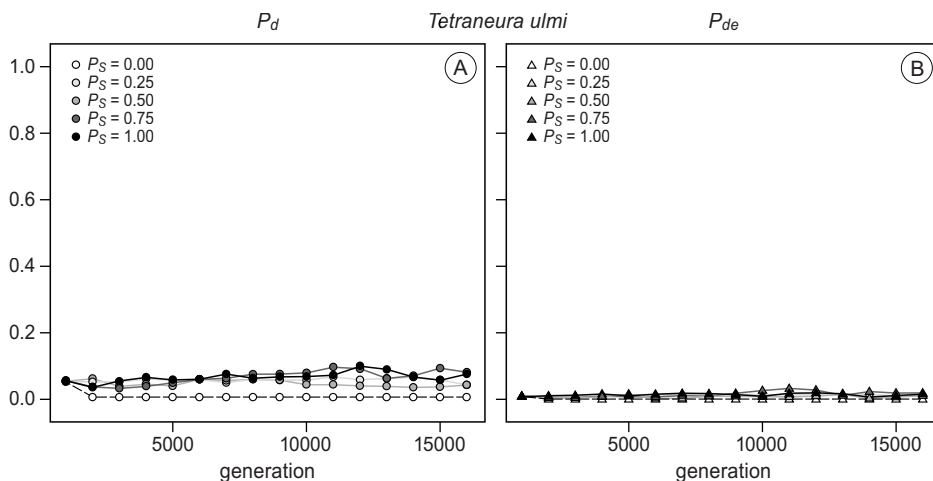 P_d Tetraneura ulmi P_de
A
P_S = 0.00
P_S = 0.25
P_S = 0.50
P_S = 0.75
P_S = 1.00
1.0
0.8
0.6
0.4
0.2
0.0
5000 10000 15000
generation
B
P_S = 0.00
P_S = 0.25
P_S = 0.50
P_S = 0.75
P_S = 1.00
5000 10000 15000
generation